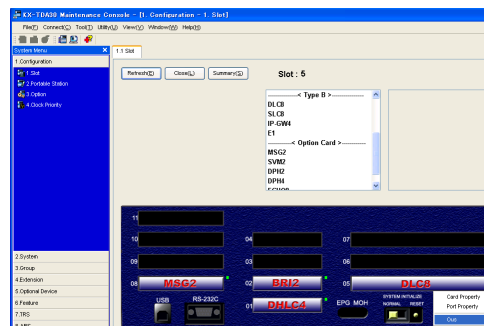 KX-TDA30 Maintenance Console - [1. Configuration - 1. Slot]
File(F) Connect(C) Tool(T) Utility(U) View(V) Window(W) Help(H)
System Menu
1.Configuration
1.Slot
2.Portable Station
3.Option
4.Clock Priority
2.System
3.Group
4.Extension
5.Optional Device
6.Feature
7.TRS
1.1 Slot
Refresh(E) Close(L) Summary(S) Slot : 5
< Type B >
DLC8
SLC8
IP-GW4
E1
< Option Card >
MSG2
SVM2
DPH2
DPH4
11
10 04 07
09 03 06
08 MSG2 02 BRI2 05 DLC8
USB RS-232C 01 DHLC4 EPG MOH SYSTEM INITIALIZE
NORMAL RESET
Card Property
Port Property
Ous